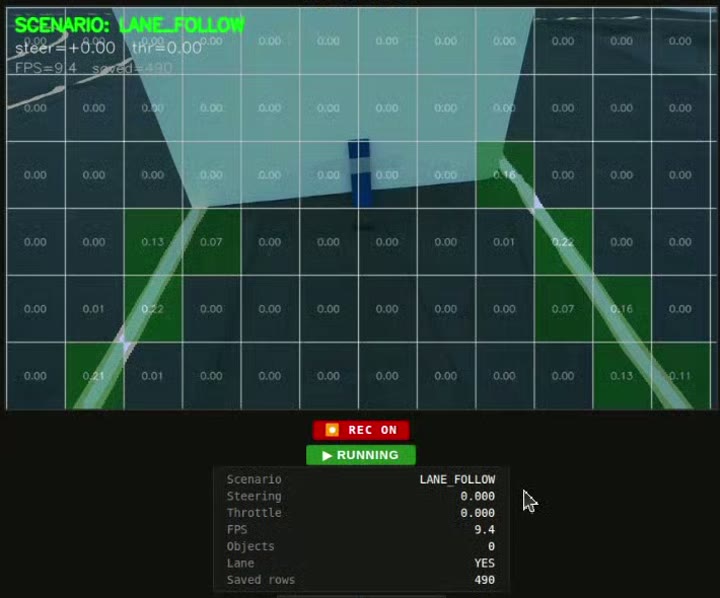 SCENARIO: LANE_FOLLOW
0.00 0.00 0.00 0.00 0.00 0.00 0.00 0.00 0.00 0.00 0.00 0.00
steer=+0.00 thr=0.00
FPS=9.4 saved=490
0.00 0.00 0.00 0.00 0.00 0.00 0.00 0.00 0.00 0.00 0.00 0.00
0.00 0.00 0.00 0.00 0.00 0.00 0.00 0.00 0.16 0.00 0.00 0.00
0.00 0.00 0.13 0.07 0.00 0.00 0.00 0.00 0.01 0.22 0.00 0.00
0.00 0.01 0.22 0.00 0.00 0.00 0.00 0.00 0.00 0.07 0.16 0.00
0.00 0.21 0.01 0.00 0.00 0.00 0.00 0.00 0.00 0.00 0.13 0.11
REC ON
RUNNING
Scenario LANE_FOLLOW
Steering 0.000
Throttle 0.000
FPS 9.4
Objects 0
Lane YES
Saved rows 490